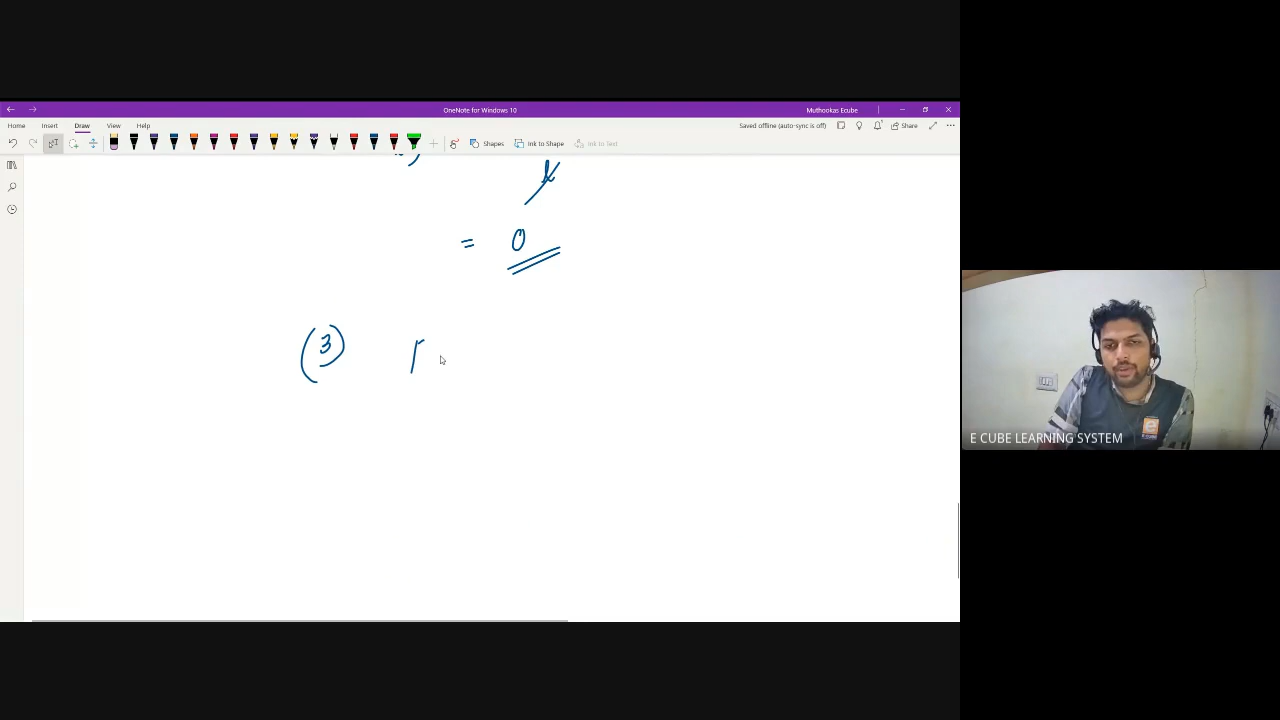 OneNote for Windows 10
Muthookas Ecube
Home Insert Draw View Help
Saved offline (auto-sync is off) Share
Shapes Ink to Shape Ink to Text
= 0
(3)
E CUBE LEARNING SYSTEM
E CUBE